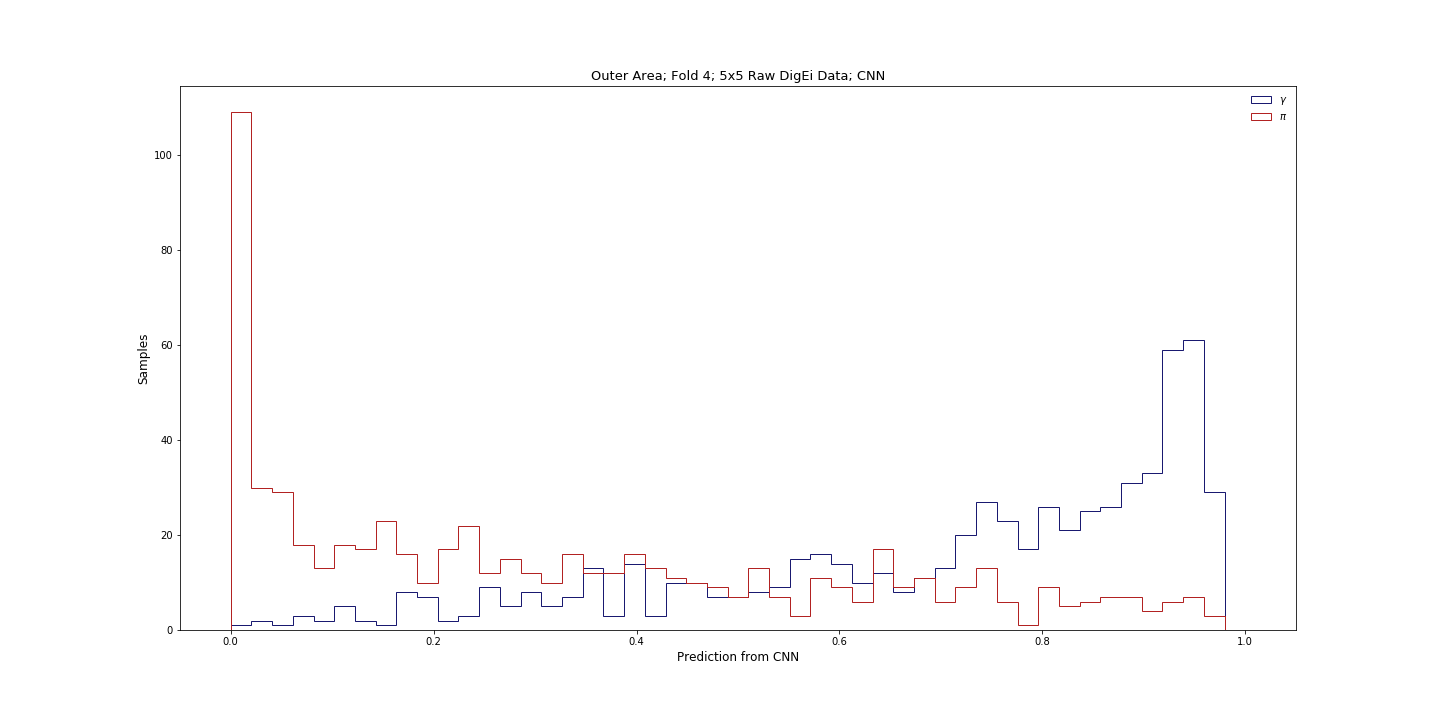 Outer Area; Fold 4; 5x5 Raw DigEi Data; CNN
γ
π
100
80
60
40
20
0
Samples
0.0 0.2 0.4 0.6 0.8 1.0
Prediction from CNN